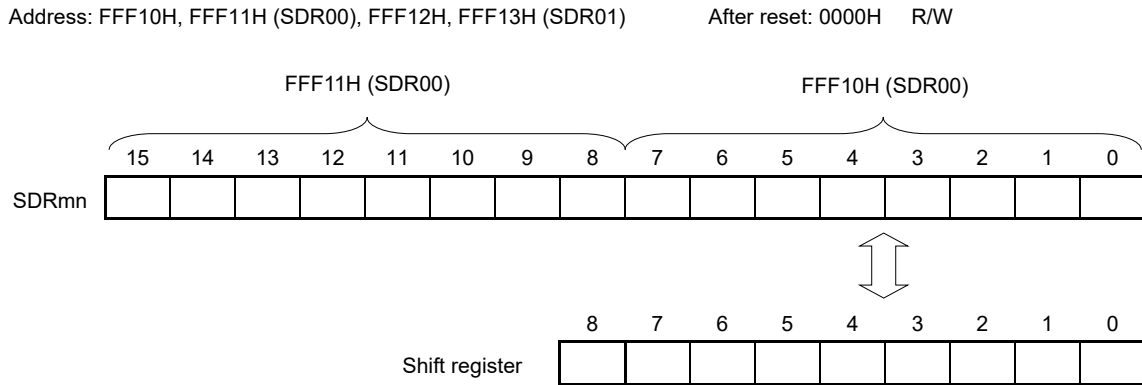 Address: FFF10H, FFF11H (SDR00), FFF12H, FFF13H (SDR01) After reset: 0000H R/W
FFF11H (SDR00) FFF10H (SDR00)
15 14 13 12 11 10 9 8 7 6 5 4 3 2 1 0
SDRmn
8 7 6 5 4 3 2 1 0
Shift register